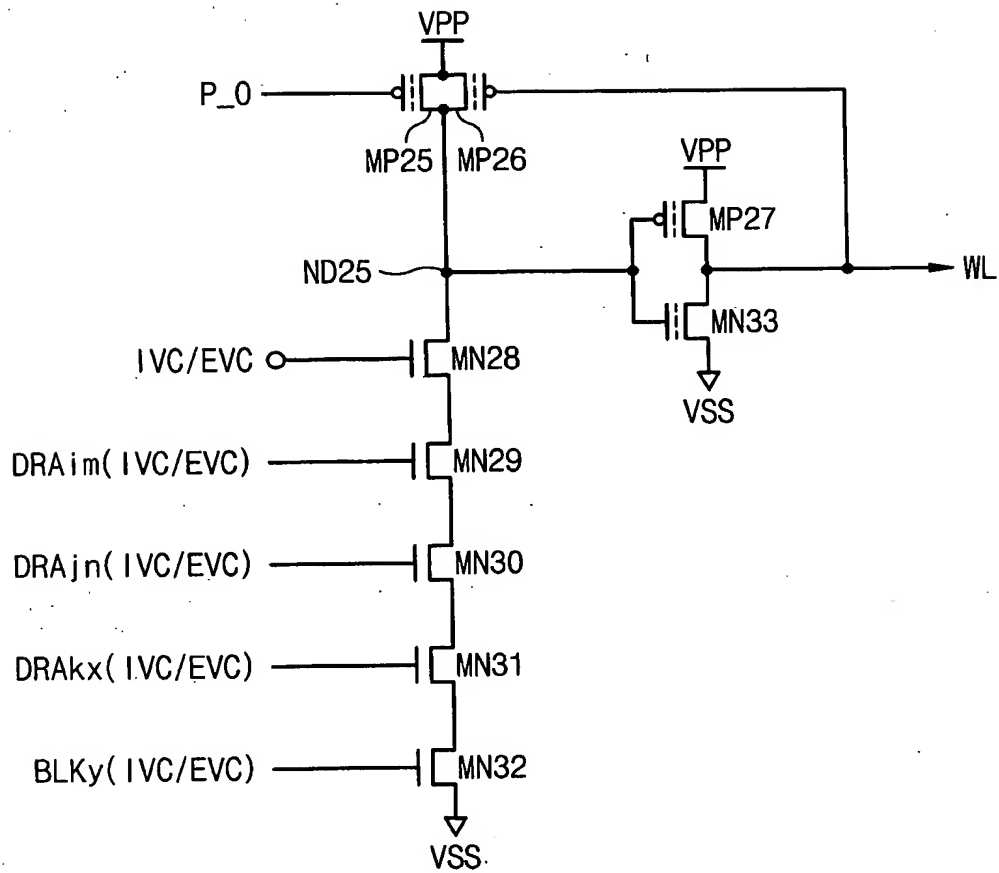 VPP
P_0
MP25 MP26
VPP
MP27
ND25
WL
MN33
IVC/EVC
MN28
VSS
DRAim(IVC/EVC)
MN29
DRAjn(IVC/EVC)
MN30
DRAkx(IVC/EVC)
MN31
BLKy(IVC/EVC)
MN32
VSS